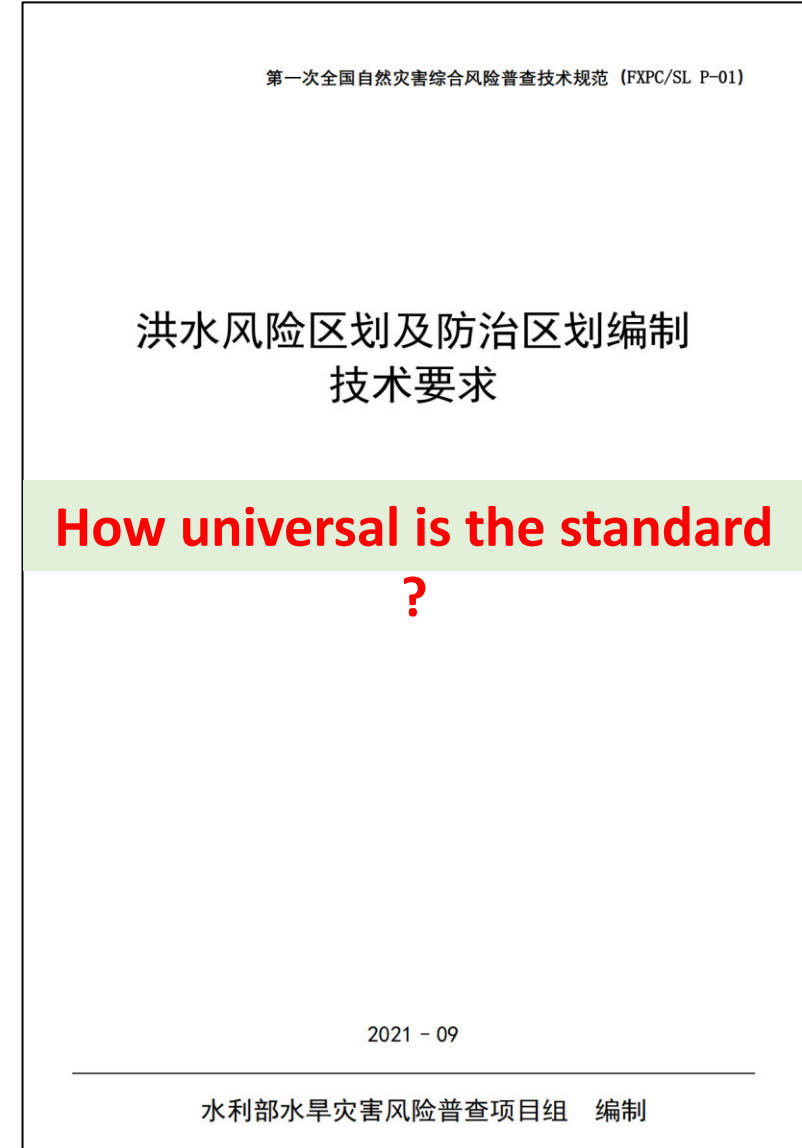 第一次全国自然灾害综合风险普查技术规范 (FXPC/SL P-01)
洪水风险区划及防治区划编制
技术要求
How universal is the standard
?
2021 - 09
水利部水旱灾害风险普查项目组 编制